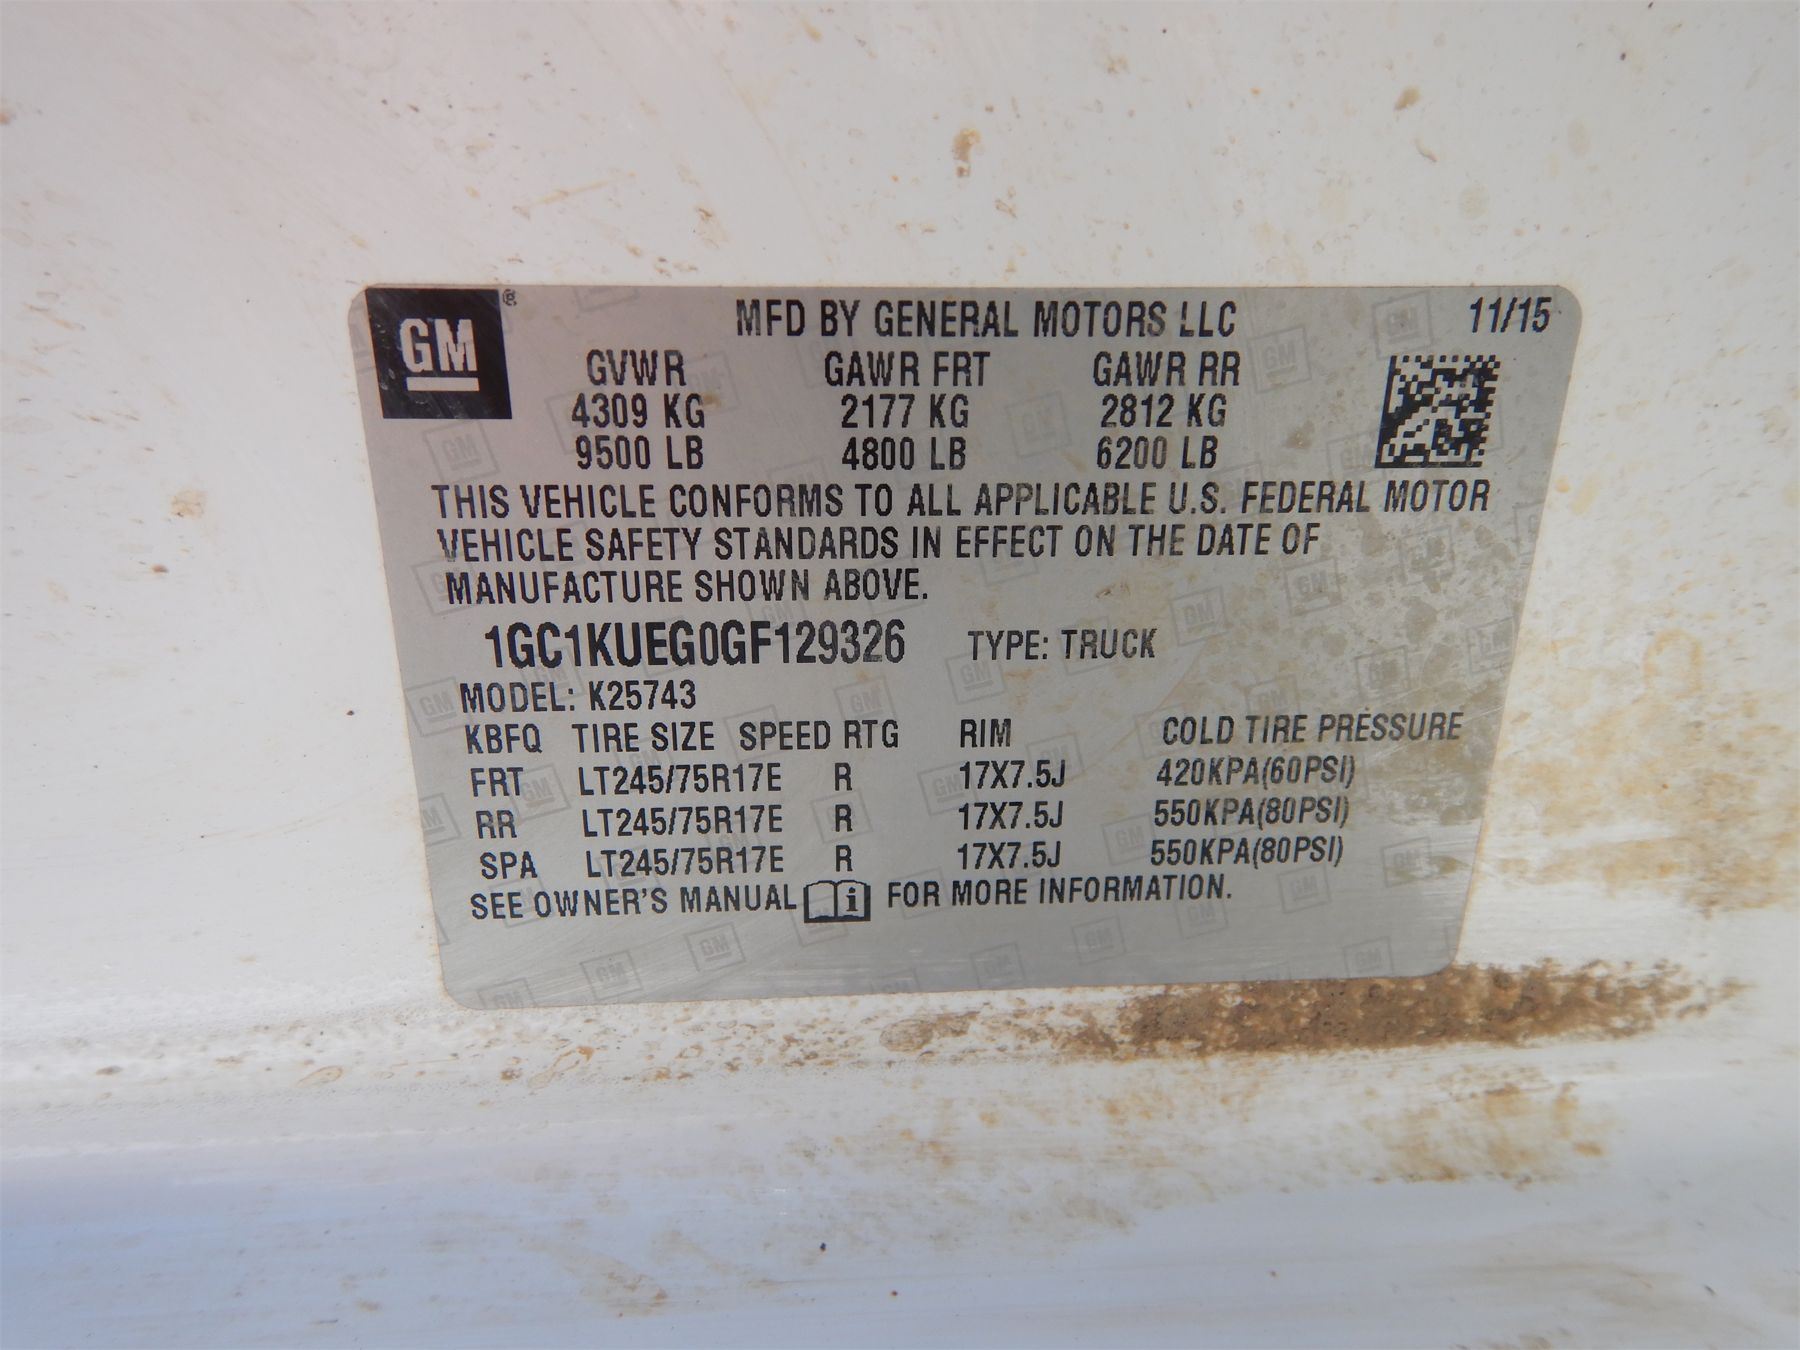 GM ®
MFD BY GENERAL MOTORS LLC 11/15
GVWR GAWR FRT GAWR RR
4309 KG 2177 KG 2812 KG
9500 LB 4800 LB 6200 LB
THIS VEHICLE CONFORMS TO ALL APPLICABLE U.S. FEDERAL MOTOR
VEHICLE SAFETY STANDARDS IN EFFECT ON THE DATE OF
MANUFACTURE SHOWN ABOVE.
1GC1KUEG0GF129326 TYPE: TRUCK
MODEL: K25743
KBFQ TIRE SIZE SPEED RTG RIM COLD TIRE PRESSURE
FRT LT245/75R17E R 17X7.5J 420KPA(60PSI)
RR LT245/75R17E R 17X7.5J 550KPA(80PSI)
SPA LT245/75R17E R 17X7.5J 550KPA(80PSI)
SEE OWNER'S MANUAL i FOR MORE INFORMATION.